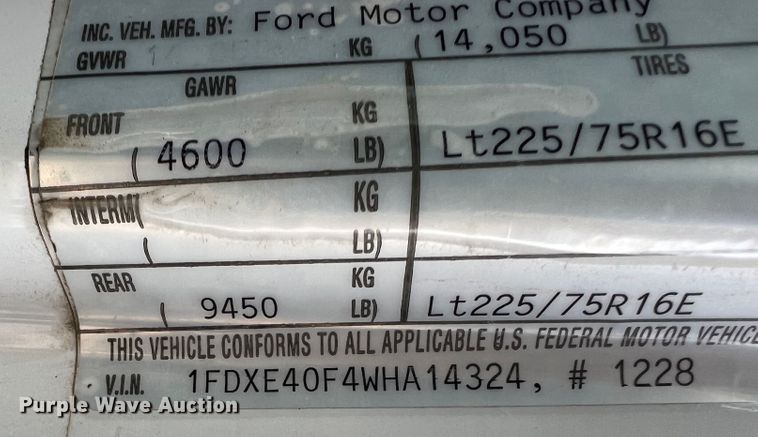 INC. VEH. MFG. BY: Ford Motor Company
GVWR KG (14,050 LB)
GAWR TIRES
FRONT KG
(4600 LB) Lt225/75R16E
INTERM( KG
( LB)
REAR KG
( 9450 LB) Lt225/75R16E
THIS VEHICLE CONFORMS TO ALL APPLICABLE U.S. FEDERAL MOTOR VEHICLE
V.I.N. 1FDXE40F4WHA14324, # 1228
Purple Wave Auction